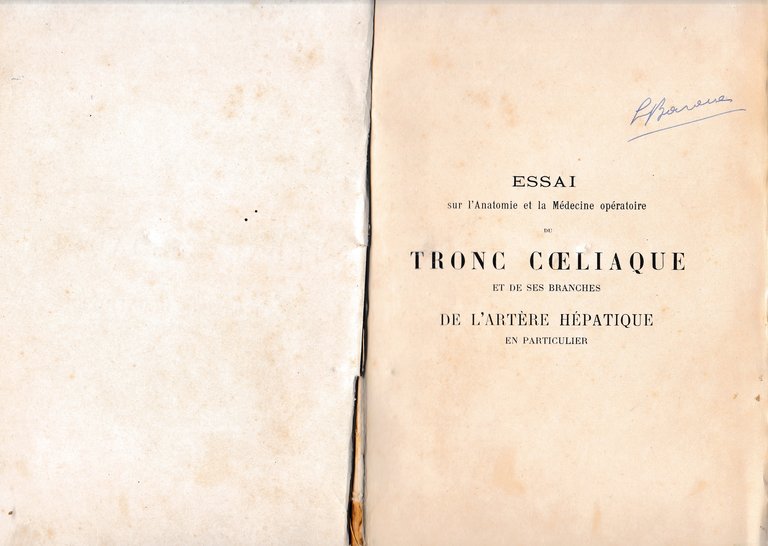 ESSAI
sur l'Anatomie et la Médecine opératoire
DU
TRONC CŒLIAQUE
ET DE SES BRANCHES
DE L'ARTÈRE HÉPATIQUE
EN PARTICULIER